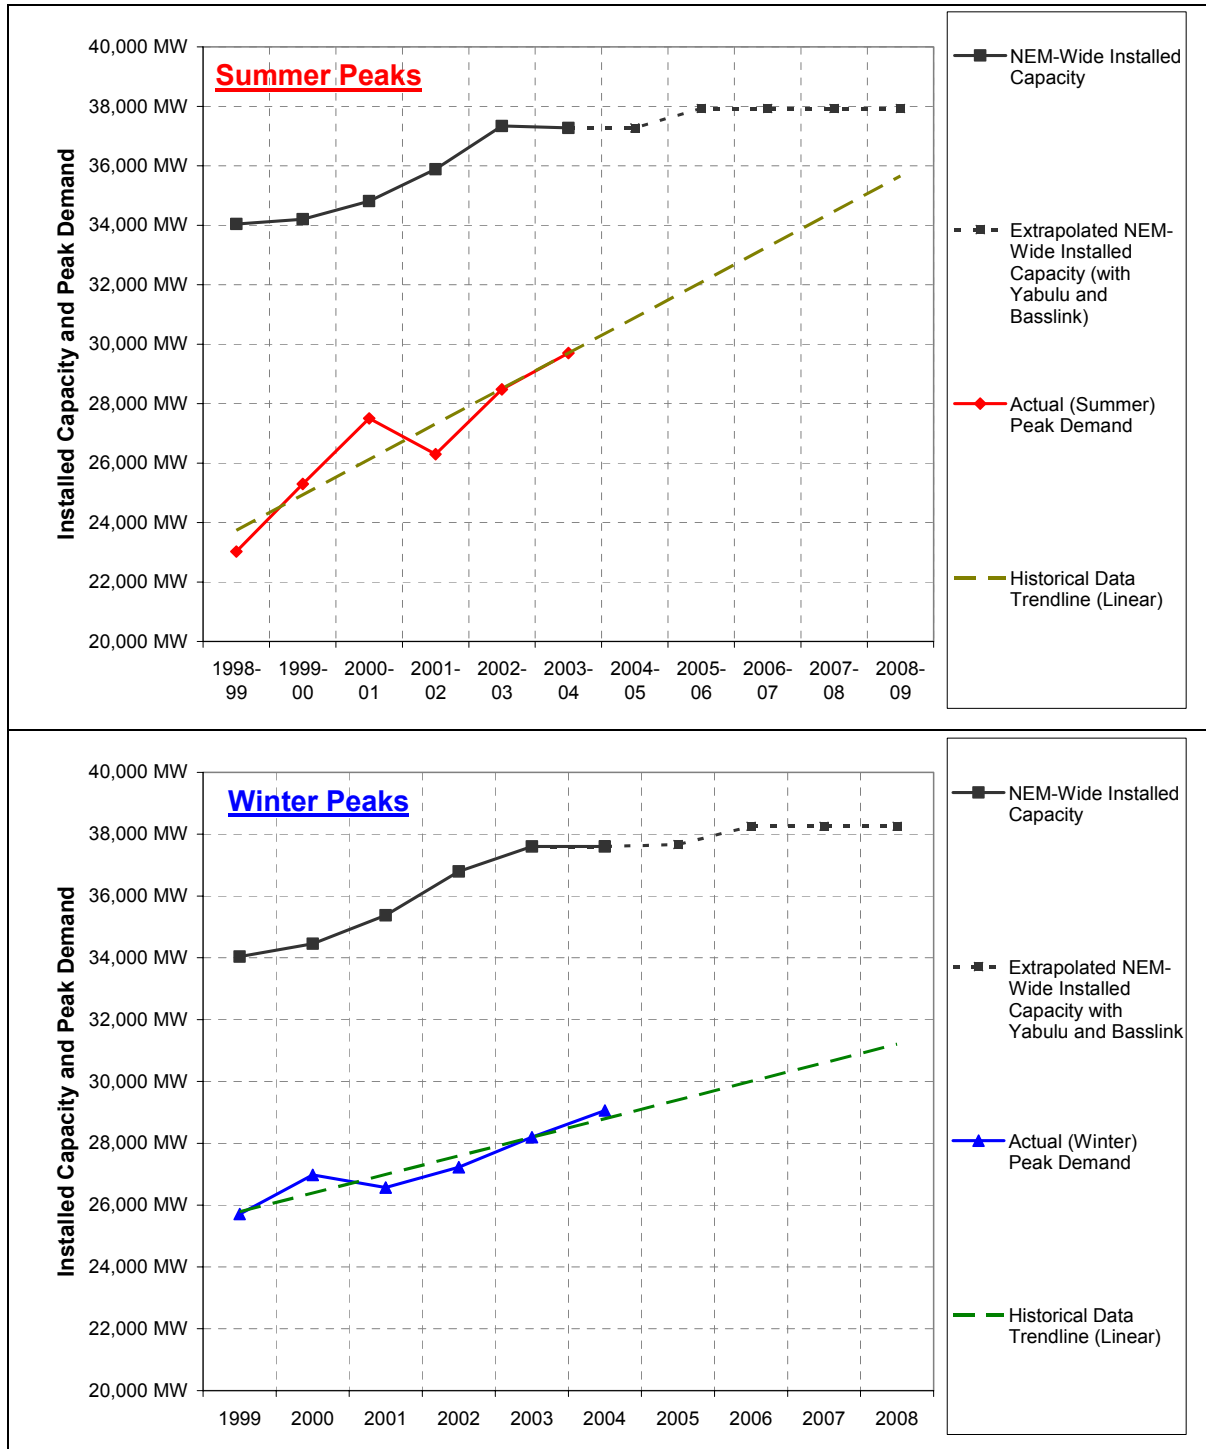 Summer Peaks
Installed Capacity and Peak Demand
40,000 MW
38,000 MW
36,000 MW
34,000 MW
32,000 MW
30,000 MW
28,000 MW
26,000 MW
24,000 MW
22,000 MW
20,000 MW
1998-
99
1999-
00
2000-
01
2001-
02
2002-
03
2003-
04
2004-
05
2005-
06
2006-
07
2007-
08
2008-
09
NEM-Wide Installed
Capacity
Extrapolated NEM-
Wide Installed
Capacity (with
Yabulu and
Basslink)
Actual (Summer)
Peak Demand
Historical Data
Trendline (Linear)
Winter Peaks
Installed Capacity and Peak Demand
40,000 MW
38,000 MW
36,000 MW
34,000 MW
32,000 MW
30,000 MW
28,000 MW
26,000 MW
24,000 MW
22,000 MW
20,000 MW
1999
2000
2001
2002
2003
2004
2005
2006
2007
2008
NEM-Wide Installed
Capacity
Extrapolated NEM-
Wide Installed
Capacity with
Yabulu and Basslink
Actual (Winter)
Peak Demand
Historical Data
Trendline (Linear)